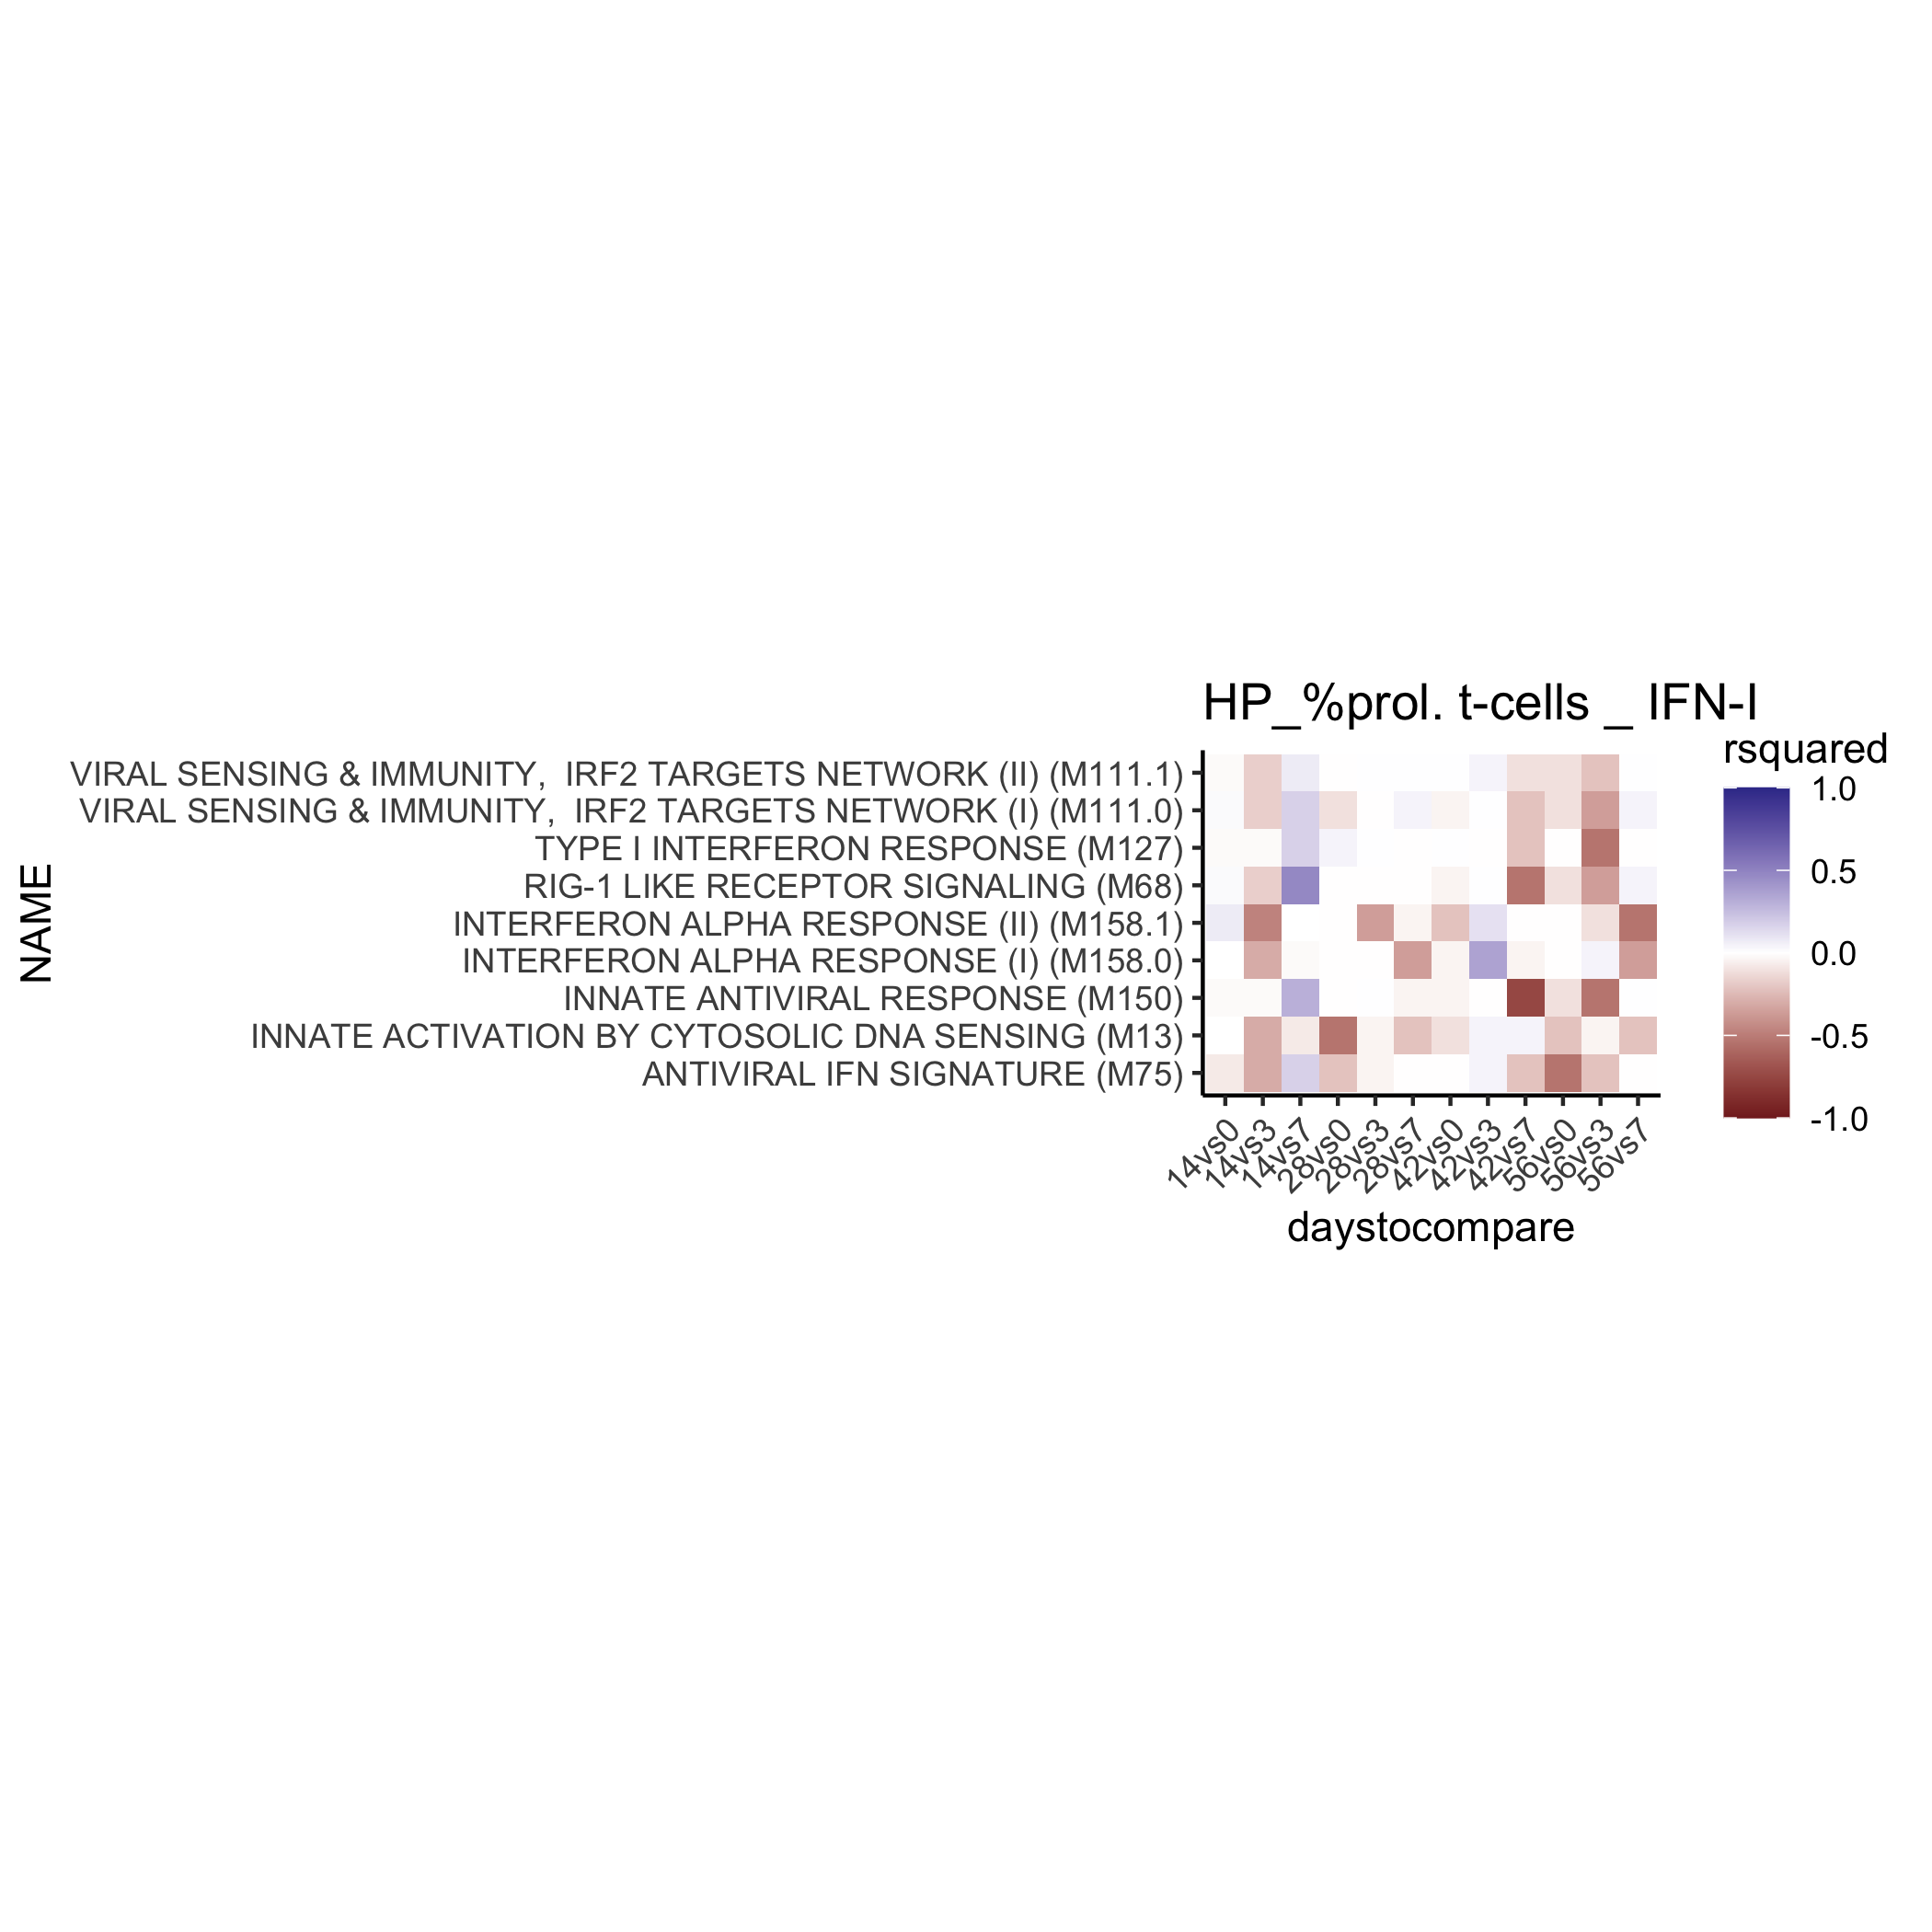 HP_%prol. t-cells _ IFN-I
rsquared
1.0
0.5
0.0
-0.5
-1.0
NAME
VIRAL SENSING & IMMUNITY,  IRF2 TARGETS NETWORK (II) (M111.1)
VIRAL SENSING & IMMUNITY,  IRF2 TARGETS NETWORK (I) (M111.0)
TYPE I INTERFERON RESPONSE (M127)
RIG-1 LIKE RECEPTOR SIGNALING (M68)
INTERFERON ALPHA RESPONSE (II) (M158.1)
INTERFERON ALPHA RESPONSE (I) (M158.0)
INNATE ANTIVIRAL RESPONSE (M150)
INNATE ACTIVATION BY CYTOSOLIC DNA SENSING (M13)
ANTIVIRAL IFN SIGNATURE (M75)
14vs0
14vs3
14vs7
28vs0
28vs3
28vs7
42vs0
42vs3
42vs7
56vs0
56vs3
56vs7
daystocompare